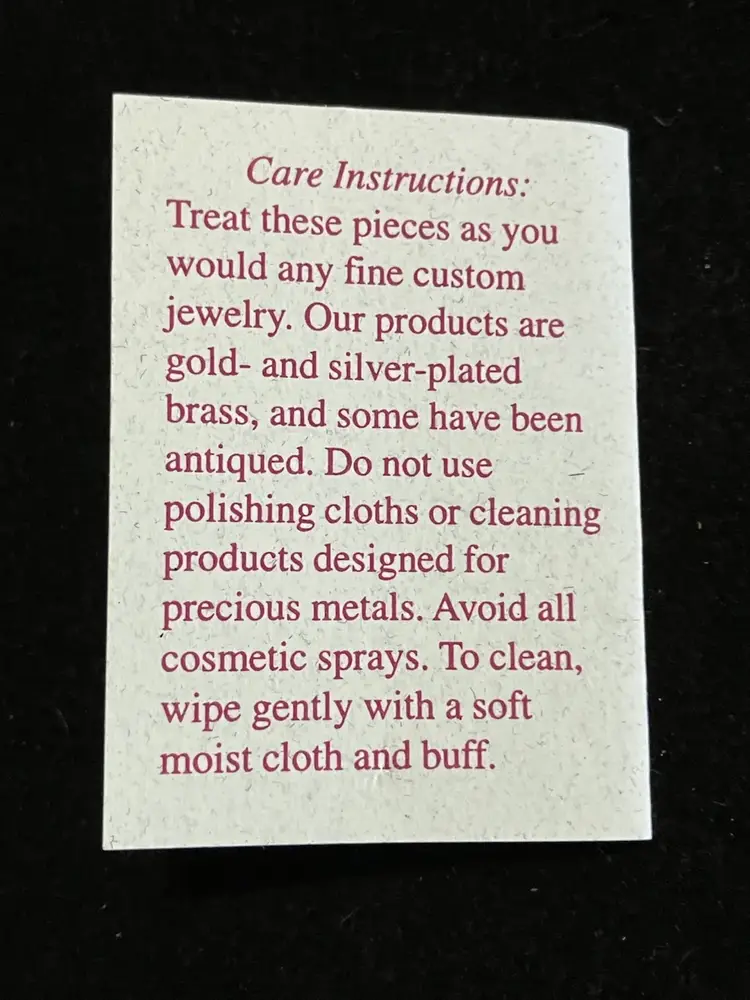 Care Instructions:
Treat these pieces as you
would any fine custom
jewelry. Our products are
gold- and silver-plated
brass, and some have been
antiqued. Do not use
polishing cloths or cleaning
products designed for
precious metals. Avoid all
cosmetic sprays. To clean,
wipe gently with a soft
moist cloth and buff.